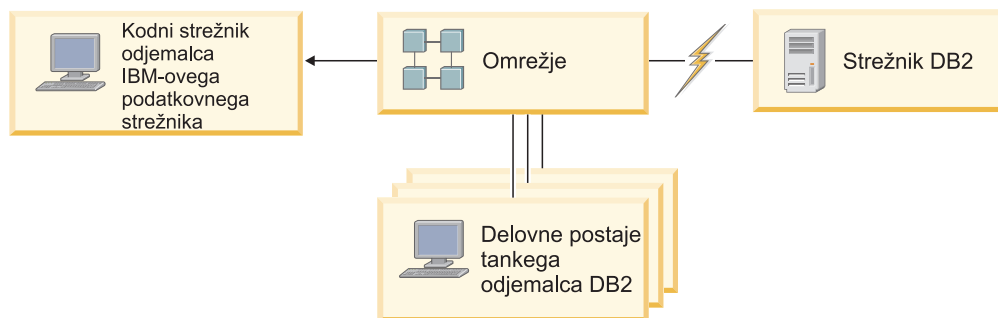 Kodni strežnik
odjemalca
IBM-ovega
podatkovnega
strežnika
Omrežje
Strežnik DB2
Delovne postaje
tankega
odjemalca DB2